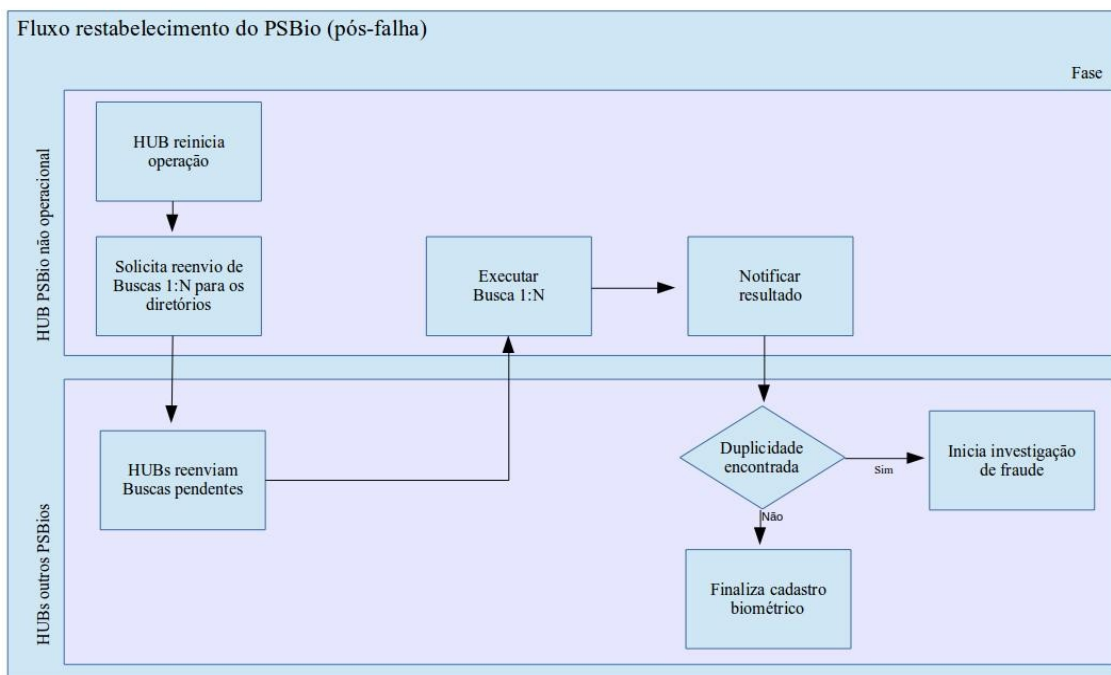 Fluxo restabelecimento do PSBio (pós-falha)
Fase
HUB PSBio não operacional
HUB reinicia
operação
Solicita reenvio de
Buscas 1:N para os
diretórios
Executar
Busca 1:N
Notificar
resultado
HUBs outros PSBios
HUBs reenviam
Buscas pendentes
Duplicidade
encontrada
Sim
Inicia investigação
de fraude
Não
Finaliza cadastro
biométrico